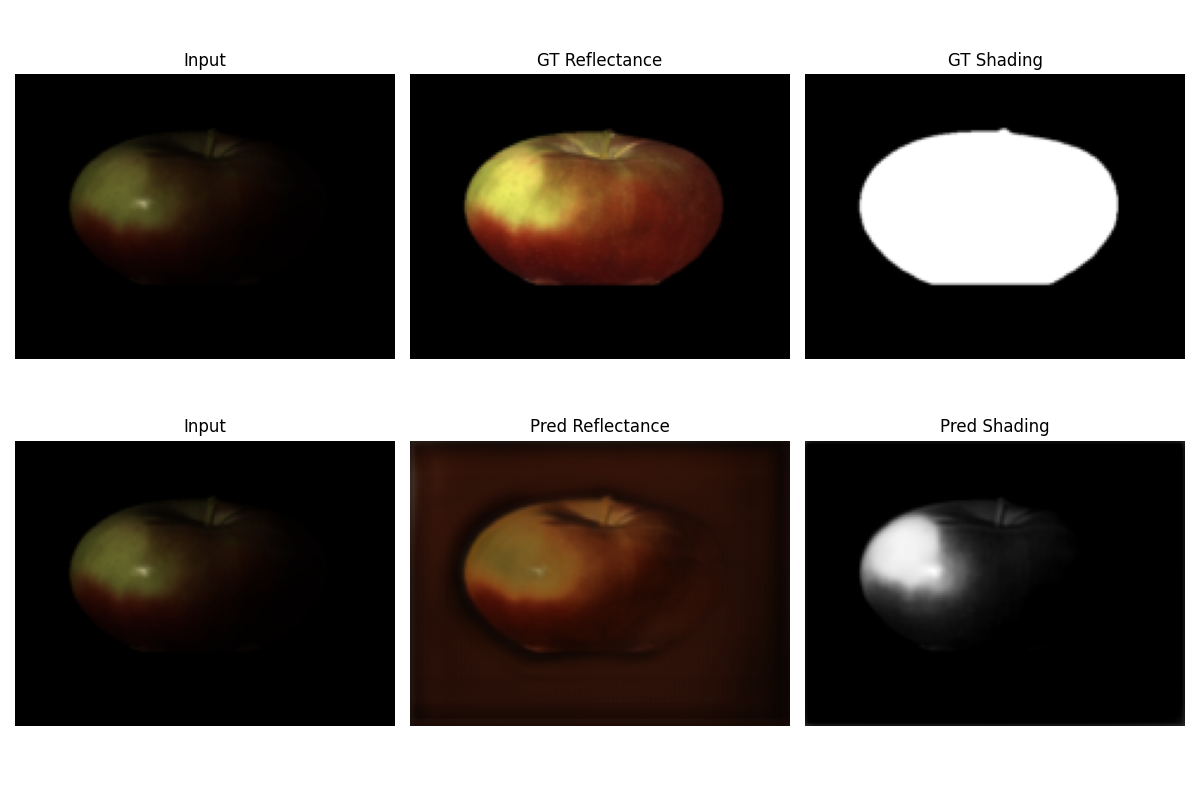 Input
GT Reflectance
GT Shading
Input
Pred Reflectance
Pred Shading